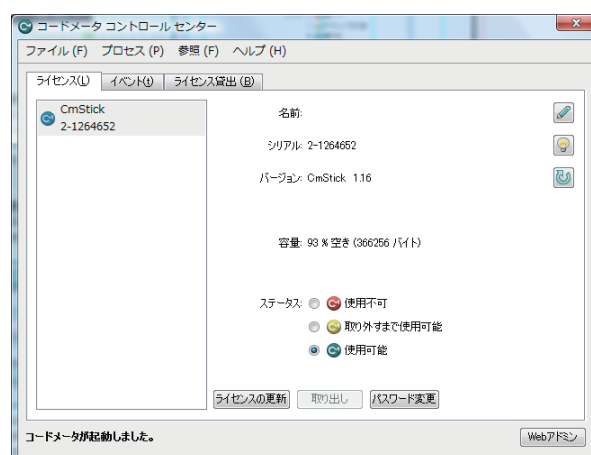 コードメータ コントロール センター
ファイル (F) プロセス (P) 参照 (F) ヘルプ (H)
ライセンス(L) イベント(t) ライセンス貸出 (B)
CmStick
2-1264652
名前:
シリアル: 2-1264652
バージョン: CmStick 1.16
容量: 93 % 空き (366256 バイト)
ステータス: 使用不可
取り外すまで使用可能
使用可能
ライセンスの更新 取り出し パスワード変更
コードメータが起動しました。 Webアドミン